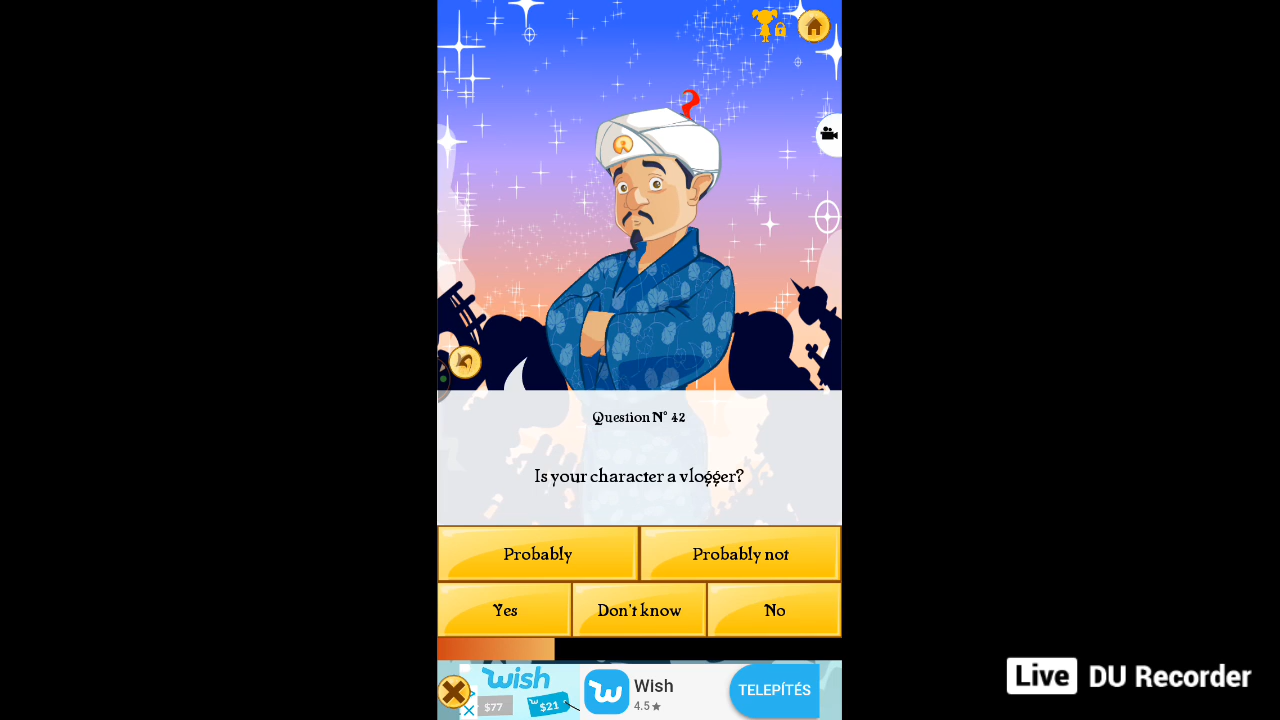 Question N° 42
Is your character a vlogger?
Probably
Probably not
Yes
Don't know
No
wish
$77
$21
Wish
4.5★
TELEPÍTÉS
Live DU Recorder